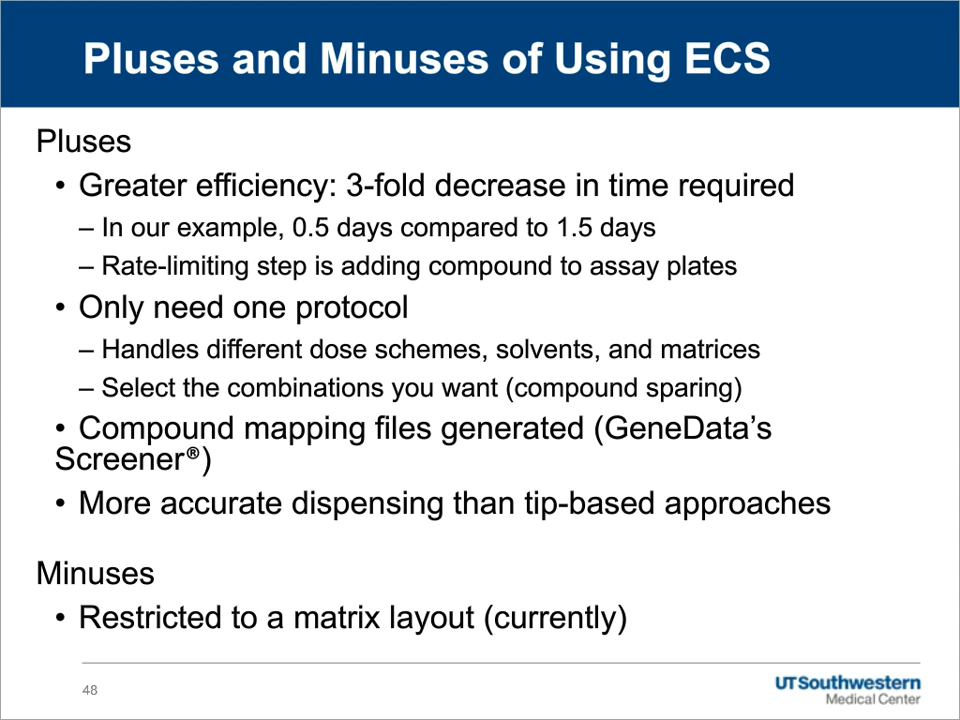 Pluses and Minuses of Using ECS
Pluses
• Greater efficiency: 3-fold decrease in time required
– In our example, 0.5 days compared to 1.5 days
– Rate-limiting step is adding compound to assay plates
• Only need one protocol
– Handles different dose schemes, solvents, and matrices
– Select the combinations you want (compound sparing)
• Compound mapping files generated (GeneData’s
Screener®)
• More accurate dispensing than tip-based approaches
Minuses
• Restricted to a matrix layout (currently)
48
UT Southwestern
Medical Center